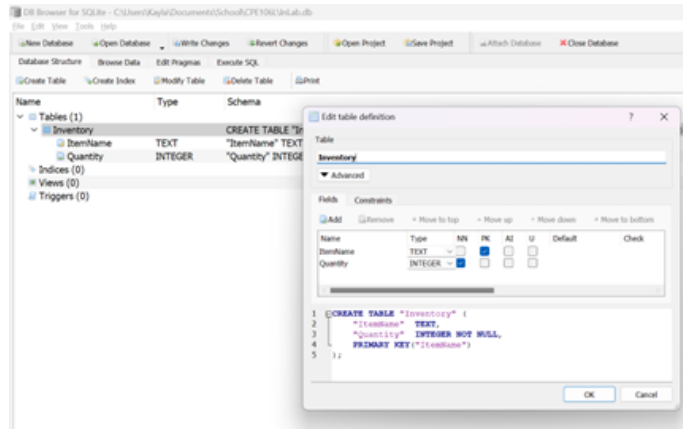 DB Browser for SQLite - C:\Users\Kayla\Documents\School\CPE106L\InLab.db
File Edit View Tools Help
New Database Open Database Write Changes Revert Changes Open Project Save Project Attach Database Close Database
Database Structure Browse Data Edit Pragmas Execute SQL
Create Table Create Index Modify Table Delete Table Print
Name Type Schema
Tables (1)
Inventory CREATE TABLE "In
ItemName TEXT "ItemName" TEXT
Quantity INTEGER "Quantity" INTEGE
Indices (0)
Views (0)
Triggers (0)
Edit table definition ? X
Table
Inventory
Advanced
Fields Constraints
Add Remove Move to top Move up Move down Move to bottom
Name Type NN PK AI U Default Check
ItemName TEXT
Quantity INTEGER
1 CREATE TABLE "Inventory" (
2 "ItemName" TEXT,
3 "Quantity" INTEGER NOT NULL,
4 PRIMARY KEY("ItemName")
5 );
OK Cancel